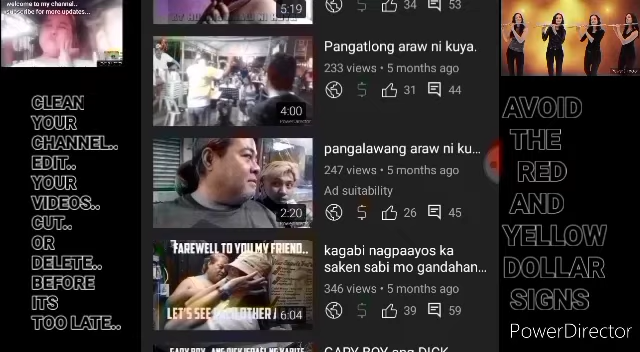 welcome to my channel..
subscribe for more updates...
CLEAN
YOUR
CHANNEL..
EDIT..
YOUR
VIDEOS..
CUT..
OR
DELETE..
BEFORE
ITS
TOO LATE..
5:19
34
53
4:00
Pangatlong araw ni kuya.
233 views • 5 months ago
31
44
2:20
pangalawang araw ni ku...
247 views • 5 months ago
Ad suitability
26
45
"FAREWELL TO YOU MY FRIEND..
LET'S SEE
6:04
kagabi nagpaayos ka
saken sabi mo gandahan...
346 views • 5 months ago
39
59
AVOID
THE
RED
AND
YELLOW
DOLLAR
SIGNS
PowerDirector